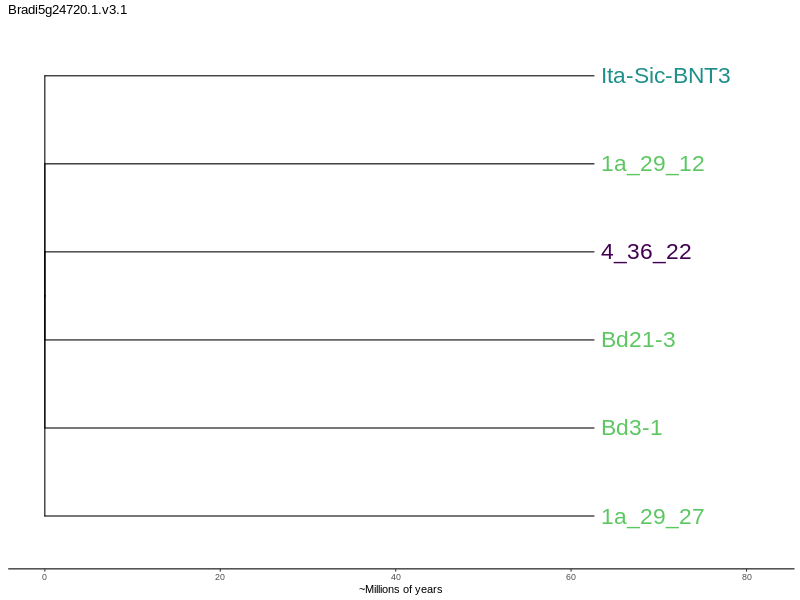 Bradi5g24720.1.v3.1
Ita-Sic-BNT3
1a_29_12
4_36_22
Bd21-3
Bd3-1
1a_29_27
0 20 40 60 80
~Millions of years